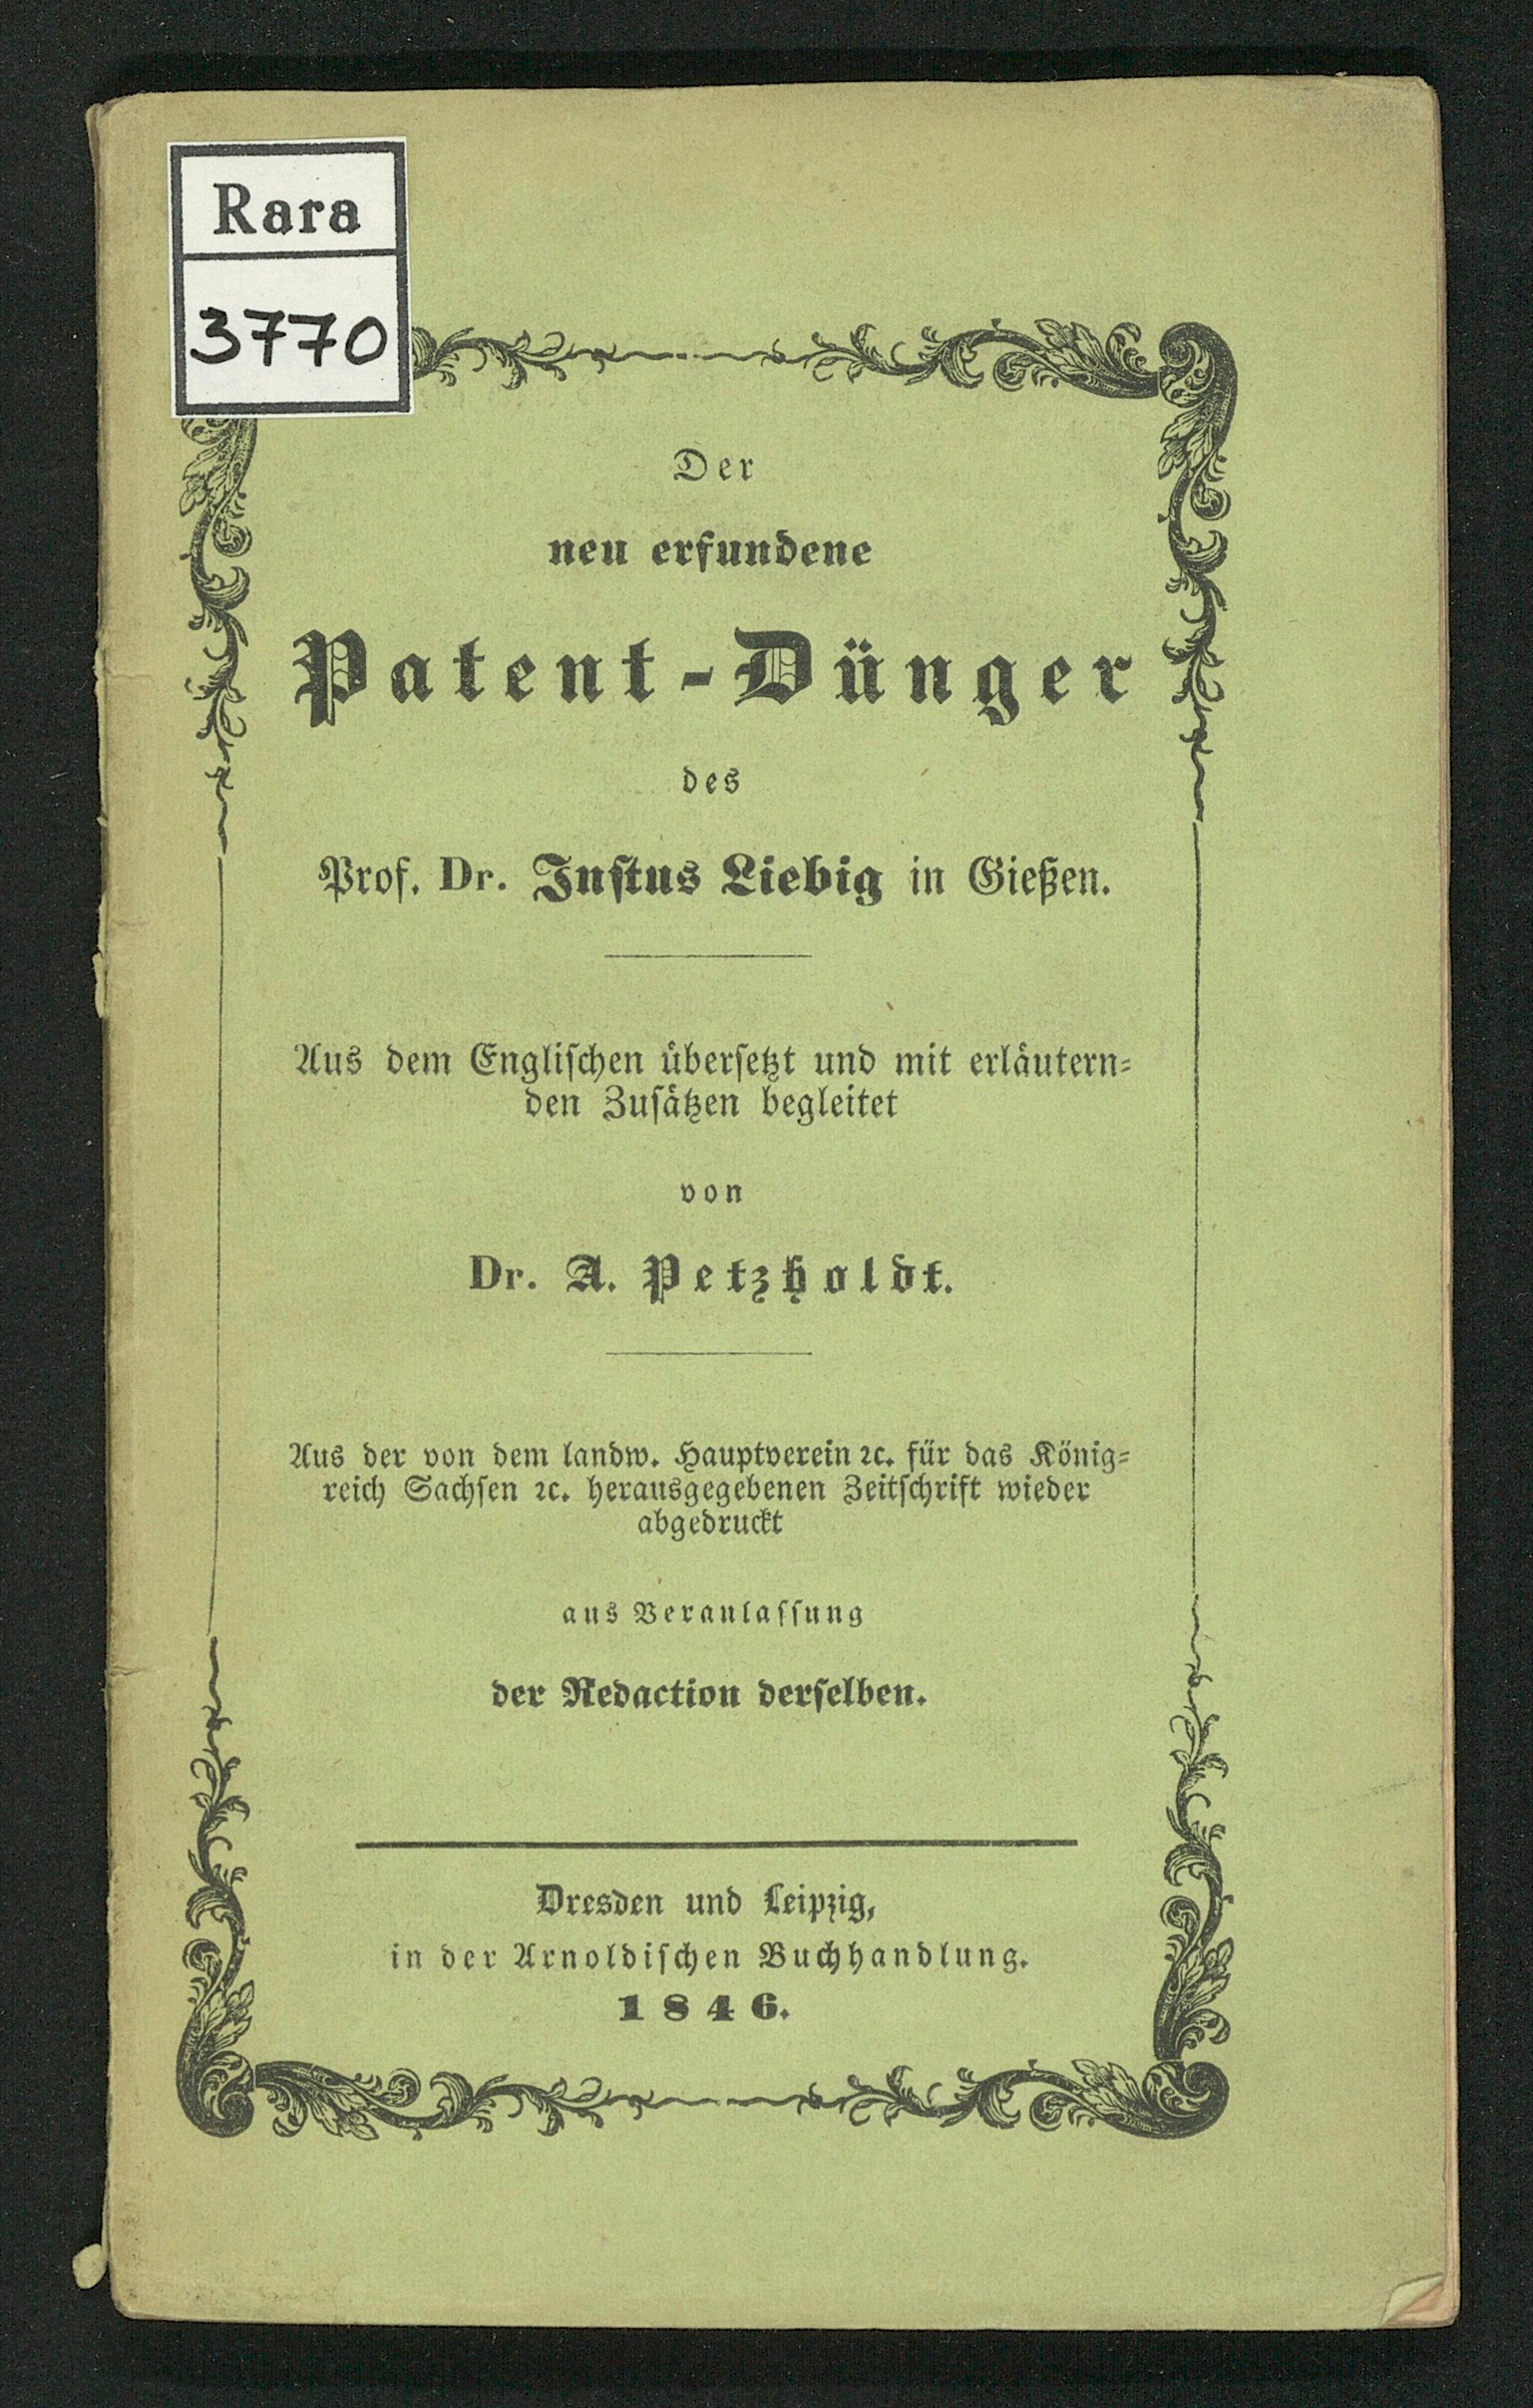 Rara
3770
Der
neu erfundene
Patent-Dünger
des
Prof. Dr. Juſtus Liebig in Gießen.
Aus dem Engliſchen überſetzt und mit erläutern⸗
den Zuſätzen begleitet
von
Dr. A. Petzholdt.
Aus der von dem landw. Hauptverein ꝛc. für das König⸗
reich Sachſen ꝛc. herausgegebenen Zeitſchrift wieder
abgedruckt
aus Veranlaſſung
der Redaction derſelben.
Dresden und Leipzig,
in der Arnoldiſchen Buchhandlung.
1846.